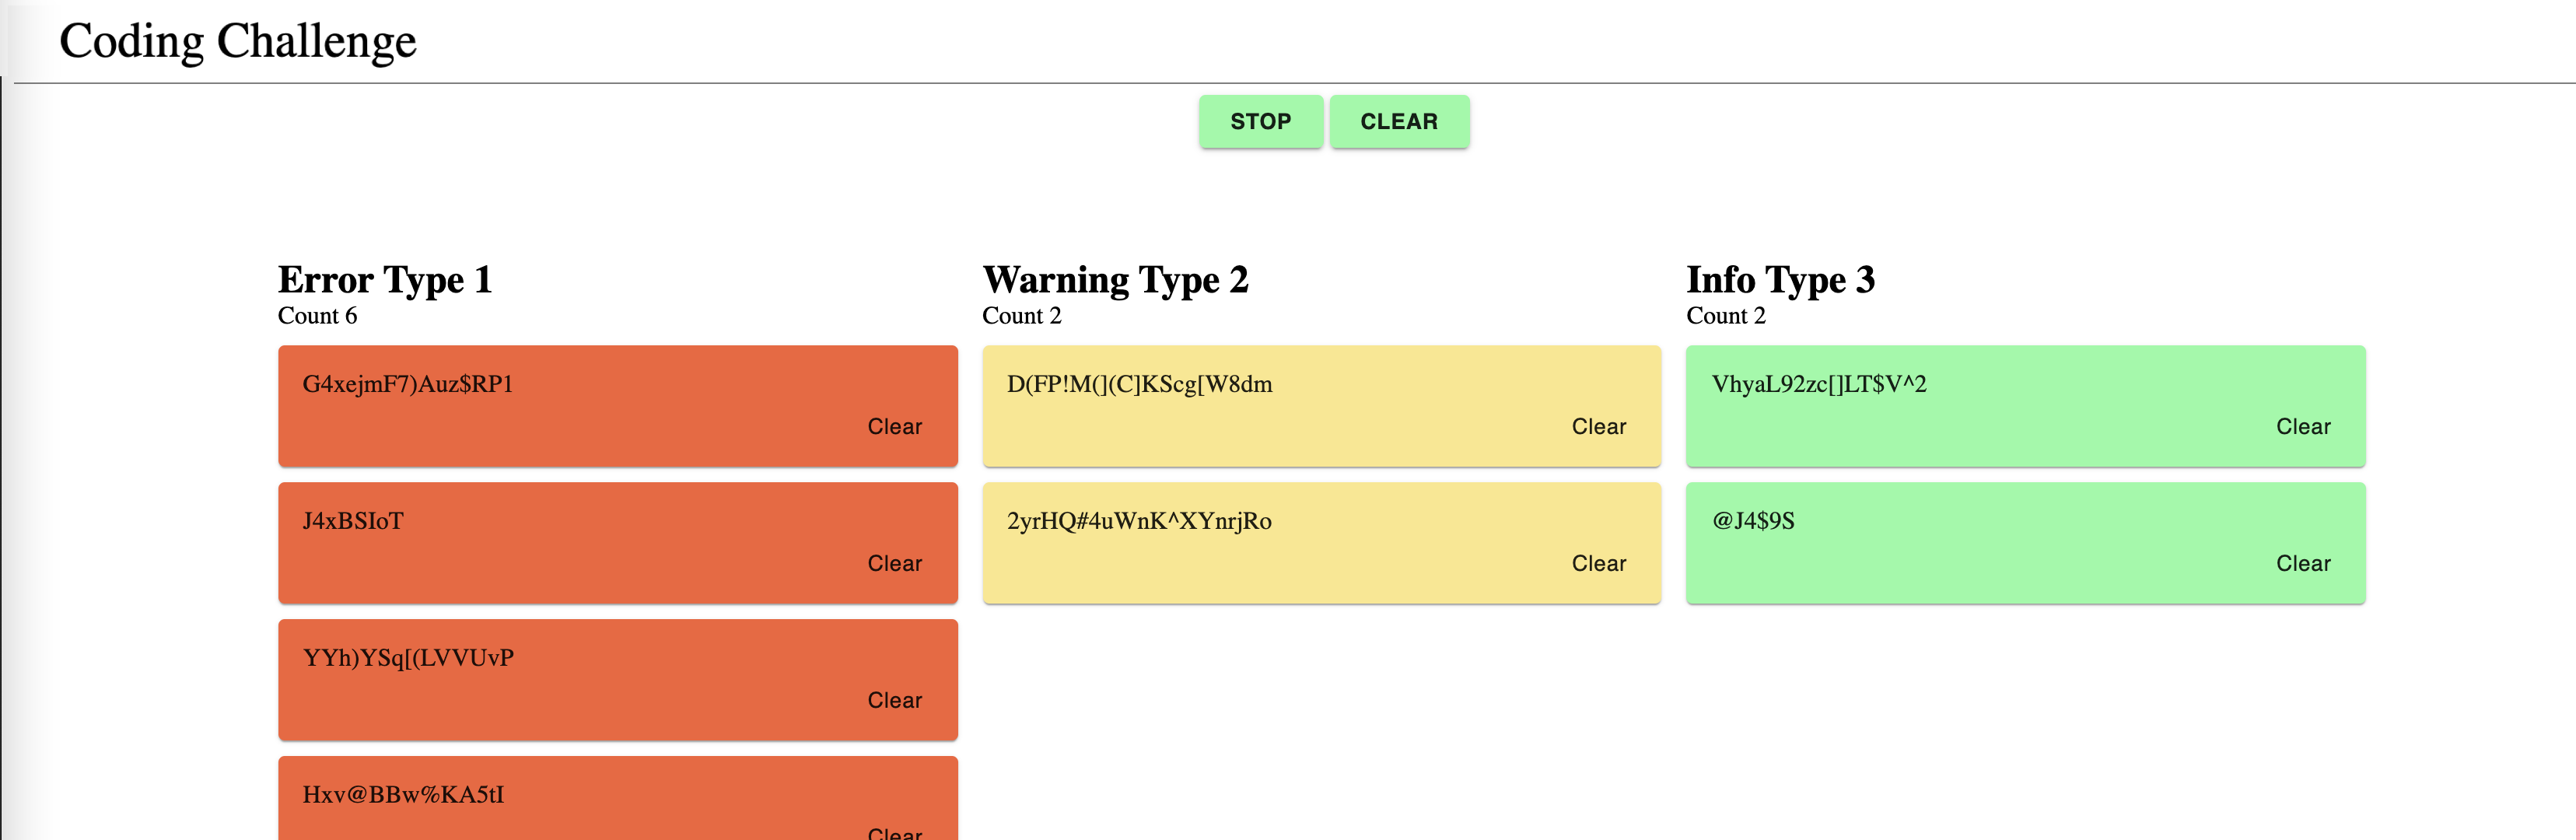 Coding Challenge
STOP CLEAR
Error Type 1
Count 6
G4xejmF7)Auz$RP1
Clear
J4xBSIoT
Clear
YYh)YSq[(LVVUvP
Clear
Hxv@BBw%KA5tI
Clear
Warning Type 2
Count 2
D(FP!M(](C]KScg[W8dm
Clear
2yrHQ#4uWnK^XYnrjRo
Clear
Info Type 3
Count 2
VhyaL92zc[]LT$V^2
Clear
@J4$9S
Clear